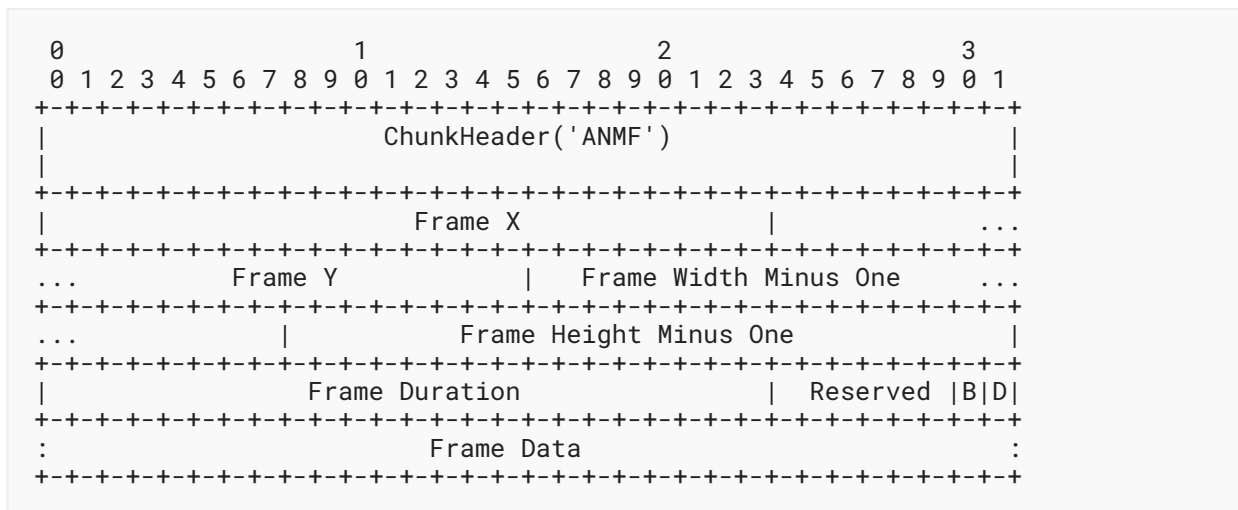 0                   1                   2                   3
 0 1 2 3 4 5 6 7 8 9 0 1 2 3 4 5 6 7 8 9 0 1 2 3 4 5 6 7 8 9 0 1
+-+-+-+-+-+-+-+-+-+-+-+-+-+-+-+-+-+-+-+-+-+-+-+-+-+-+-+-+-+-+-+-+
|                      ChunkHeader('ANMF')                      |
|                                                               |
+-+-+-+-+-+-+-+-+-+-+-+-+-+-+-+-+-+-+-+-+-+-+-+-+-+-+-+-+-+-+-+-+
|                        Frame X                |             ...
+-+-+-+-+-+-+-+-+-+-+-+-+-+-+-+-+-+-+-+-+-+-+-+-+-+-+-+-+-+-+-+-+
...          Frame Y            |   Frame Width Minus One     ...
+-+-+-+-+-+-+-+-+-+-+-+-+-+-+-+-+-+-+-+-+-+-+-+-+-+-+-+-+-+-+-+-+
...             |           Frame Height Minus One              |
+-+-+-+-+-+-+-+-+-+-+-+-+-+-+-+-+-+-+-+-+-+-+-+-+-+-+-+-+-+-+-+-+
|                 Frame Duration                |  Reserved |B|D|
+-+-+-+-+-+-+-+-+-+-+-+-+-+-+-+-+-+-+-+-+-+-+-+-+-+-+-+-+-+-+-+-+
:                         Frame Data                            :
+-+-+-+-+-+-+-+-+-+-+-+-+-+-+-+-+-+-+-+-+-+-+-+-+-+-+-+-+-+-+-+-+